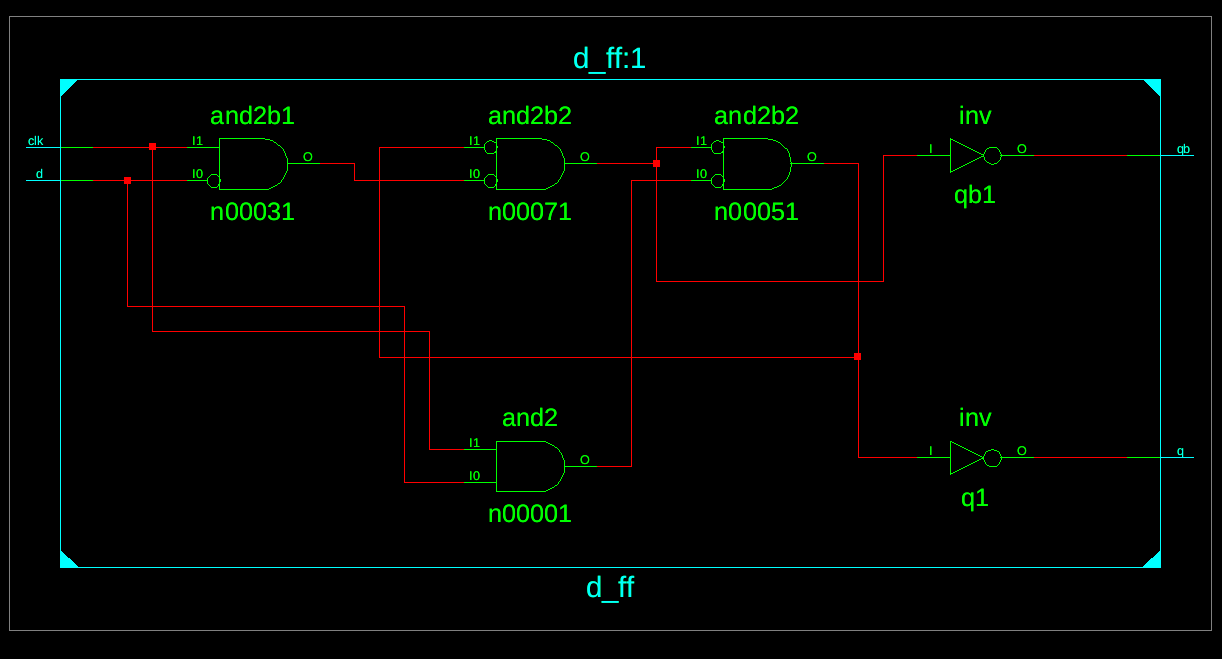 d_ff:1
and2b1 and2b2 and2b2 inv
clk I1 O I1 O I1 O I O qb
d I0 I0 I0
n00031 n00071 n00051 qb1
and2 inv
I1 O I O q
I0
n00001 q1
d_ff